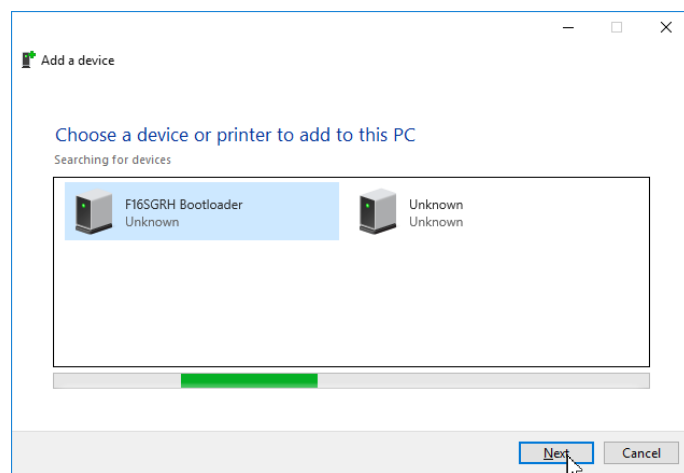 Add a device
Choose a device or printer to add to this PC
Searching for devices
F16SGRH Bootloader
Unknown
Unknown
Unknown
Next
Cancel